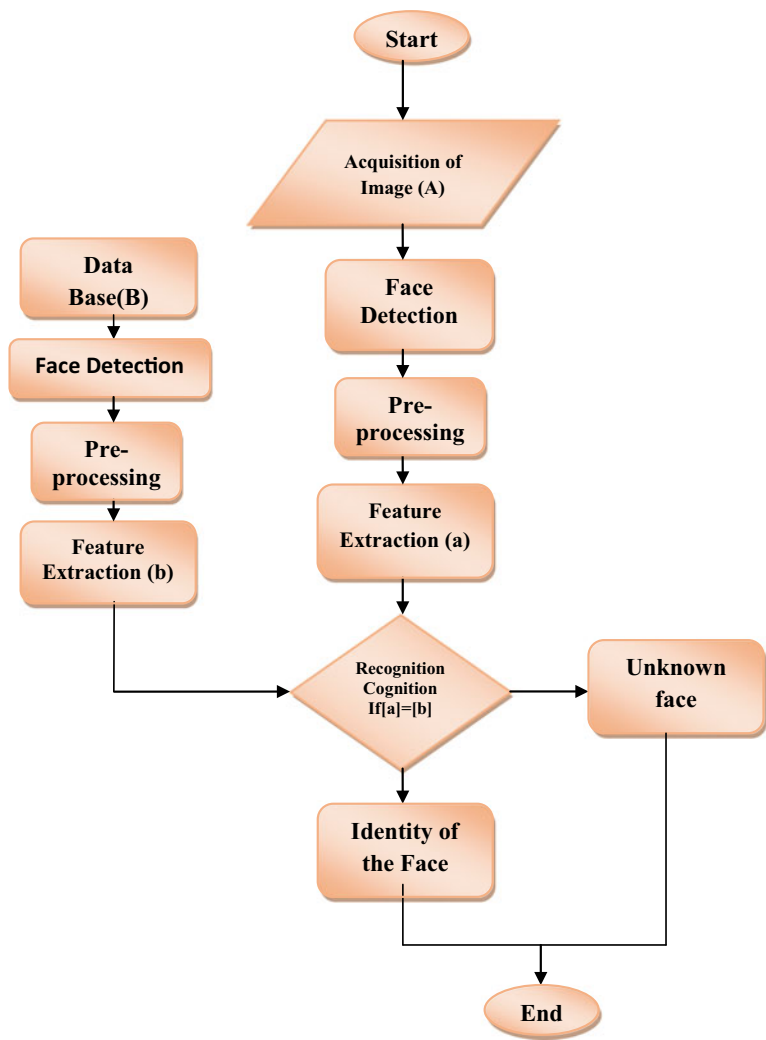 Start
Acquisition of
Image (A)
Data
Base(B)
Face
Detection
Face Detection
Pre-
processing
Pre-
processing
Feature
Extraction (a)
Feature
Extraction (b)
Recognition
Cognition
If[a]=[b]
Unknown
face
Identity of
the Face
End